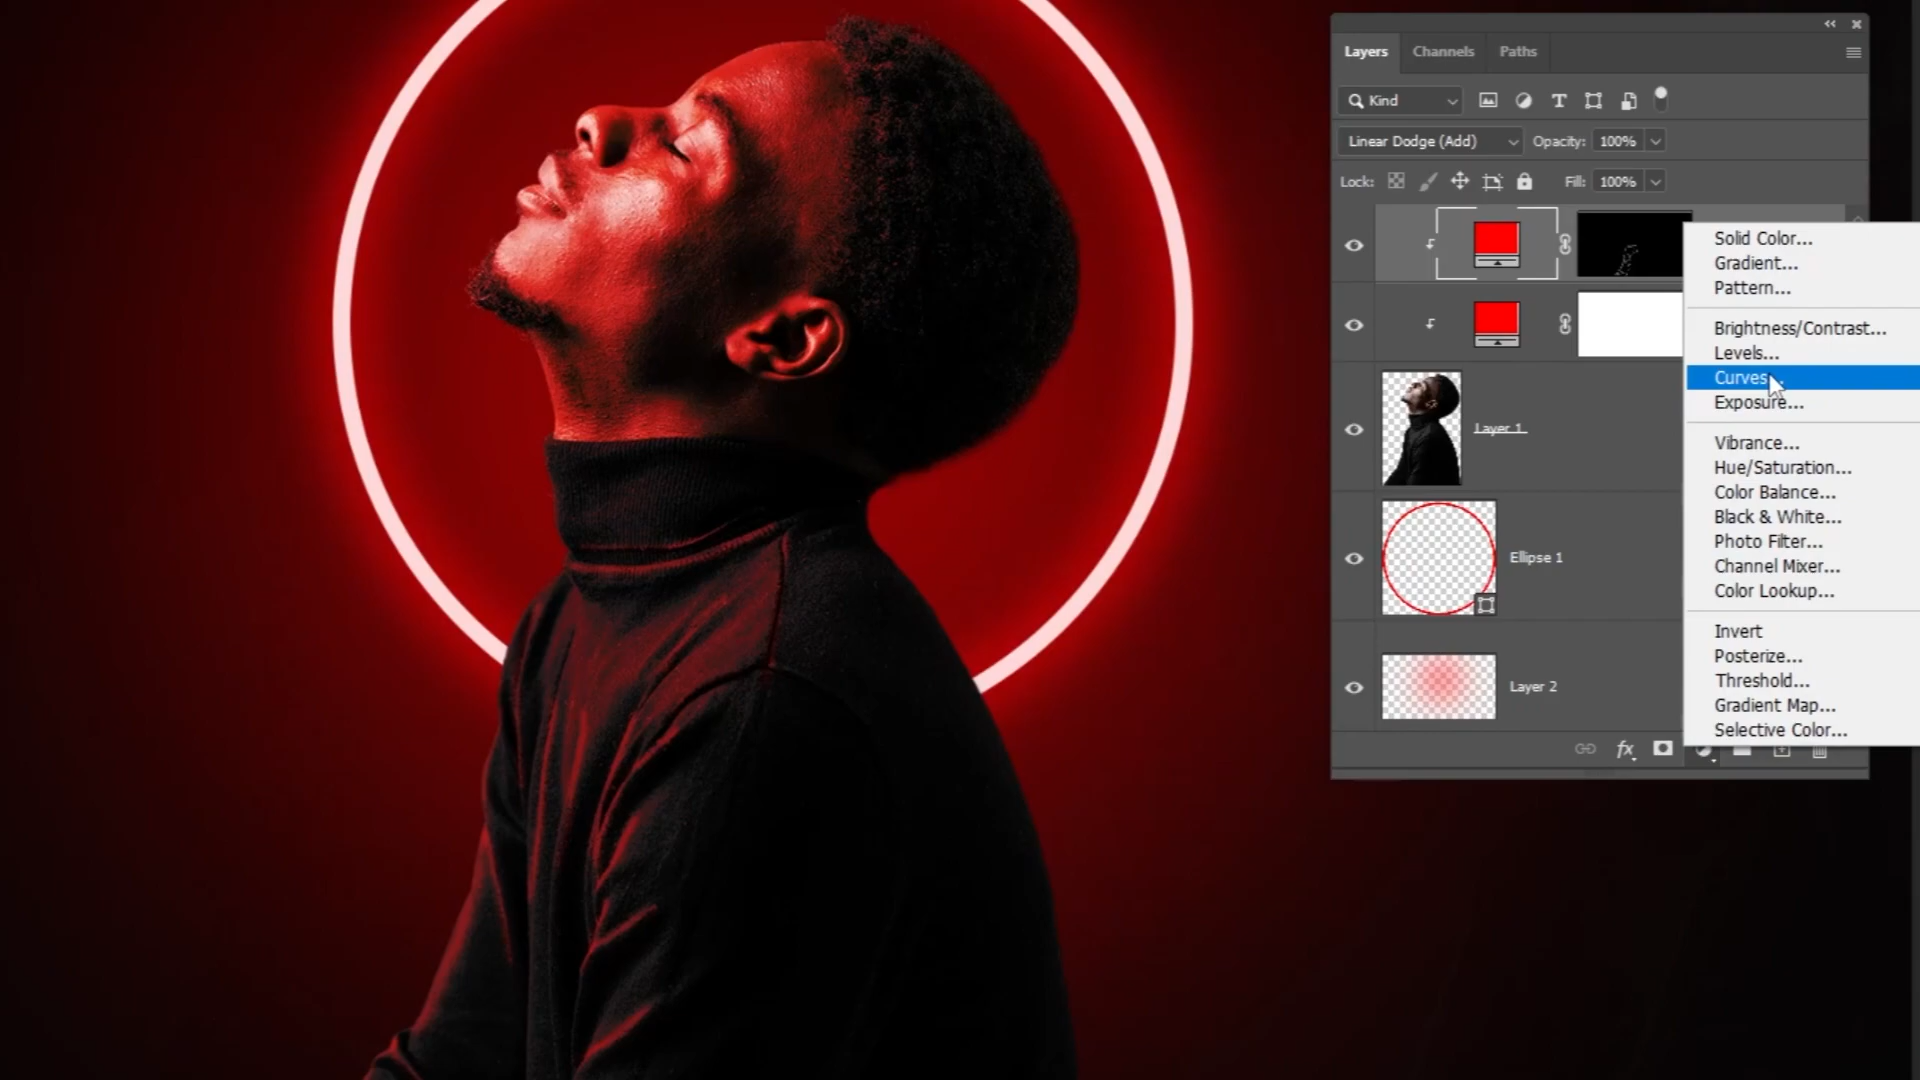 Layers
Channels
Paths
Kind
Linear Dodge (Add)
Opacity:
100%
Lock:
Fill:
100%
Layer 1
Ellipse 1
Layer 2
fx
Solid Color...
Gradient...
Pattern...
Brightness/Contrast...
Levels...
Curves...
Exposure...
Vibrance...
Hue/Saturation...
Color Balance...
Black & White...
Photo Filter...
Channel Mixer...
Color Lookup...
Invert
Posterize...
Threshold...
Gradient Map...
Selective Color...